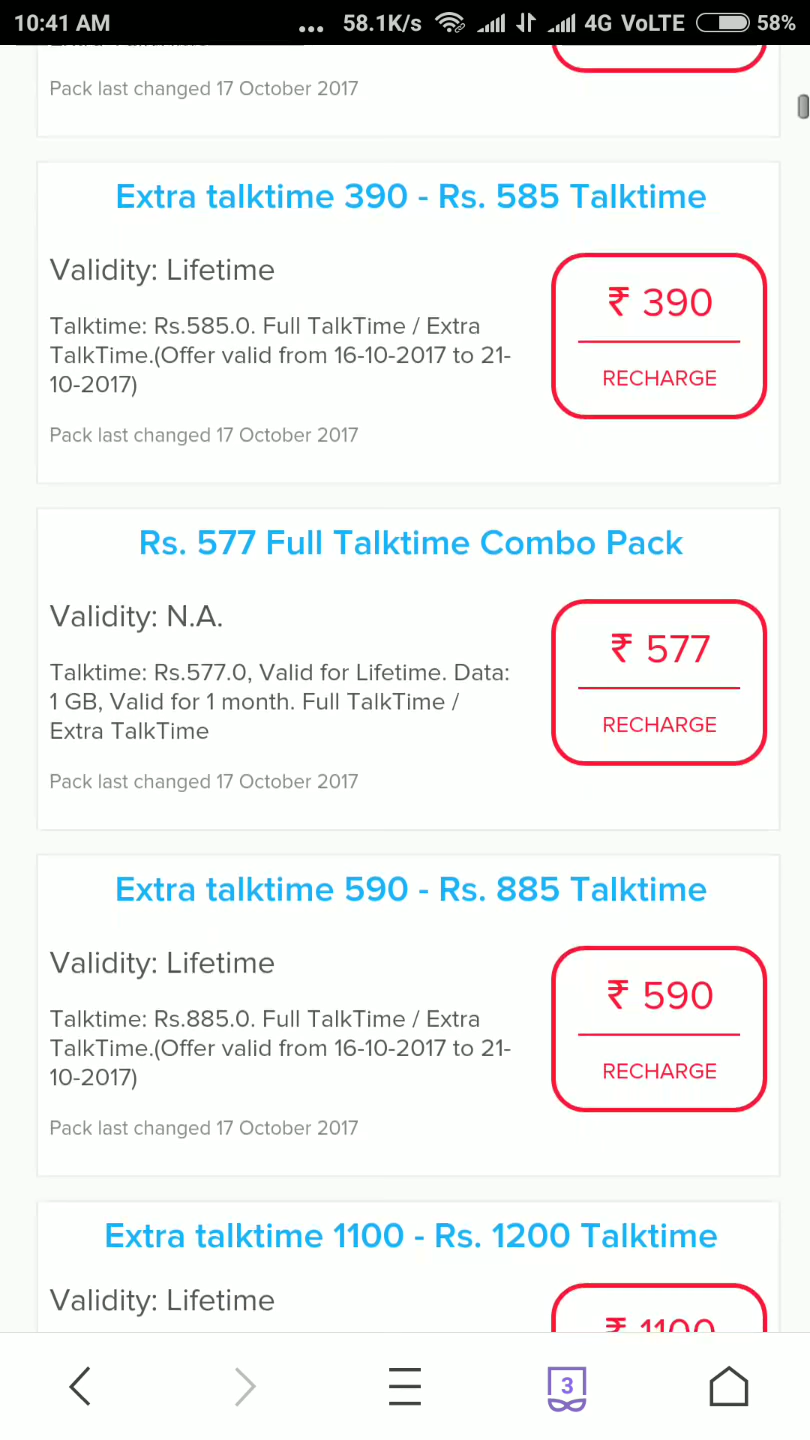 10:41 AM ... 58.1K/s 4G VoLTE 58%
Pack last changed 17 October 2017
Extra talktime 390 - Rs. 585 Talktime
Validity: Lifetime
Talktime: Rs.585.0. Full TalkTime / Extra
TalkTime.(Offer valid from 16-10-2017 to 21-
10-2017)
Pack last changed 17 October 2017
₹ 390
RECHARGE
Rs. 577 Full Talktime Combo Pack
Validity: N.A.
Talktime: Rs.577.0, Valid for Lifetime. Data:
1 GB, Valid for 1 month. Full TalkTime /
Extra TalkTime
Pack last changed 17 October 2017
₹ 577
RECHARGE
Extra talktime 590 - Rs. 885 Talktime
Validity: Lifetime
Talktime: Rs.885.0. Full TalkTime / Extra
TalkTime.(Offer valid from 16-10-2017 to 21-
10-2017)
Pack last changed 17 October 2017
₹ 590
RECHARGE
Extra talktime 1100 - Rs. 1200 Talktime
Validity: Lifetime
₹ 1100
3